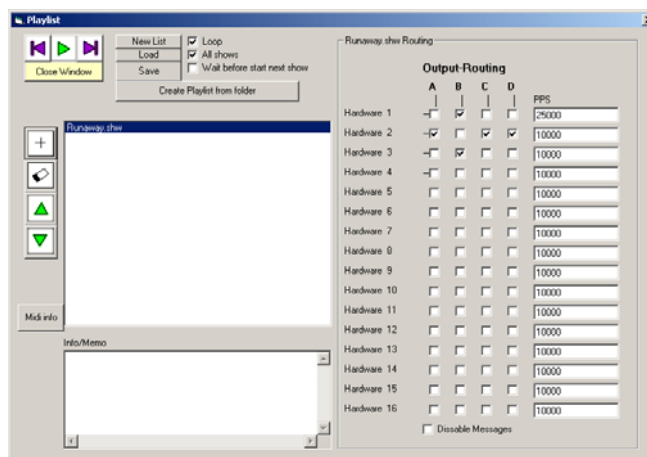 Playlist
New List
Loop
Load
All shows
Close Window
Save
Wait before start next show
Create Playlist from folder
Runaway.shw
Midi info
Info/Memo
Runaway.shw Routing
Output-Routing
A B C D
PPS
Hardware 1 25000
Hardware 2 10000
Hardware 3 10000
Hardware 4 10000
Hardware 5 10000
Hardware 6 10000
Hardware 7 10000
Hardware 8 10000
Hardware 9 10000
Hardware 10 10000
Hardware 11 10000
Hardware 12 10000
Hardware 13 10000
Hardware 14 10000
Hardware 15 10000
Hardware 16 10000
Dissable Messages